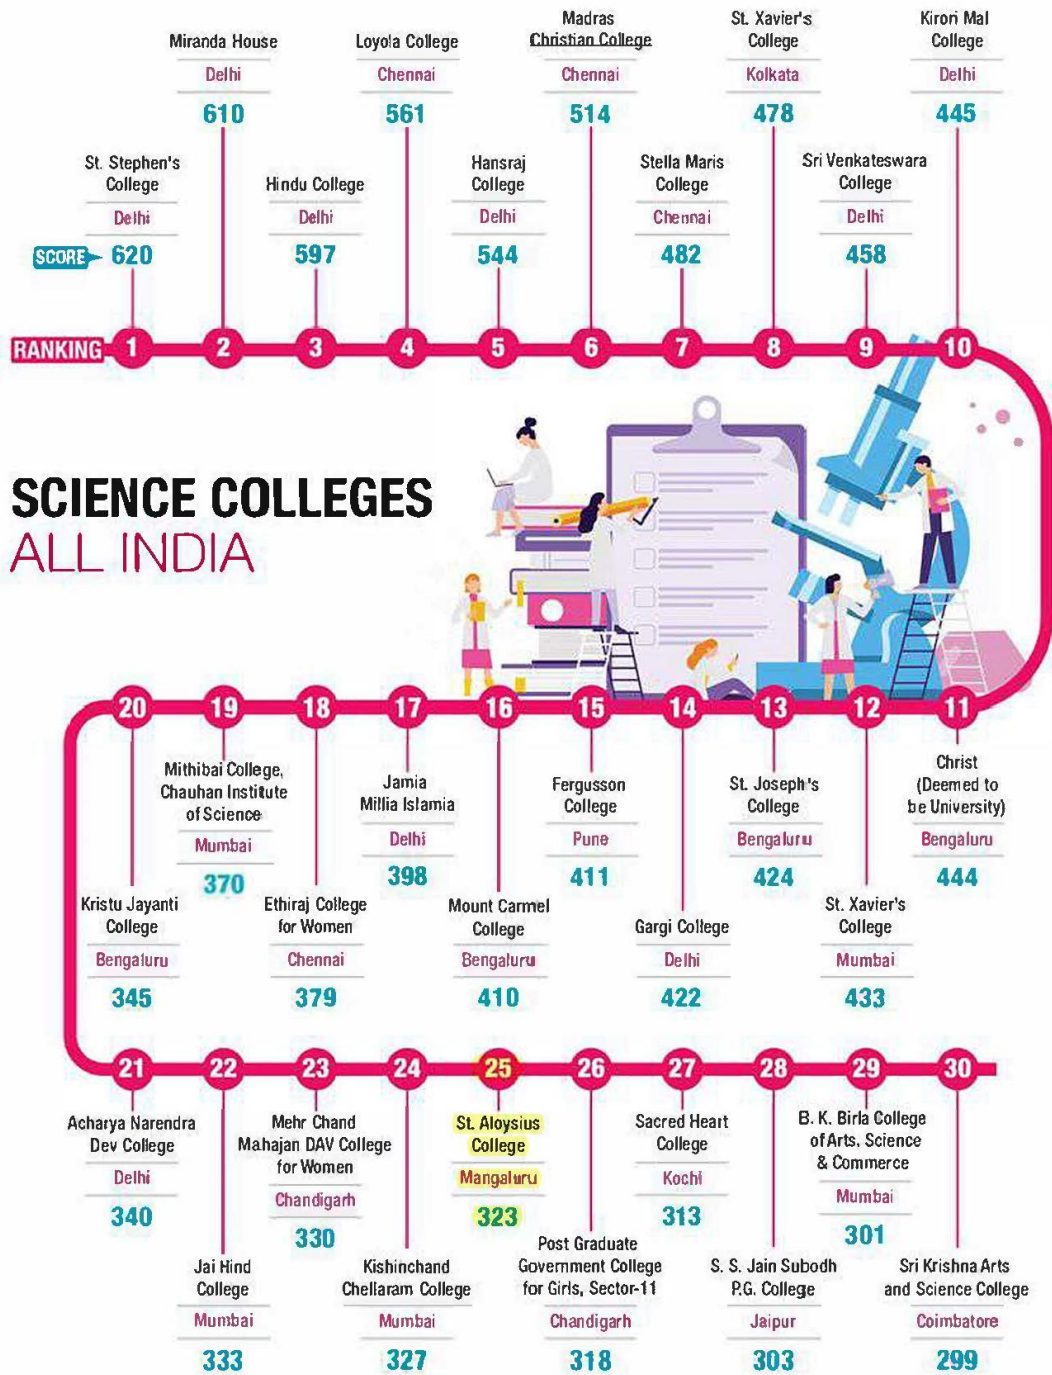 Miranda House
Delhi
610
Loyola College
Chennai
561
Madras
Christian College
Chennai
514
St. Xavier's
College
Kolkata
478
Kirori Mal
College
Delhi
445
St. Stephen's
College
Delhi
SCORE 620
Hindu College
Delhi
597
Hansraj
College
Delhi
544
Stella Maris
College
Chennai
482
Sri Venkateswara
College
Delhi
458
RANKING 1 2 3 4 5 6 7 8 9 10
SCIENCE COLLEGES
ALL INDIA
20 19 18 17 16 15 14 13 12 11
Mithibai College,
Chauhan Institute
of Science
Mumbai
370
Jamia
Millia Islamia
Delhi
398
Fergusson
College
Pune
411
St. Joseph's
College
Bengaluru
424
Christ
(Deemed to
be University)
Bengaluru
444
Kristu Jayanti
College
Bengaluru
345
Ethiraj College
for Women
Chennai
379
Mount Carmel
College
Bengaluru
410
Gargi College
Delhi
422
St. Xavier's
College
Mumbai
433
21 22 23 24 25 26 27 28 29 30
Acharya Narendra
Dev College
Delhi
340
Mehr Chand
Mahajan DAV College
for Women
Chandigarh
330
St. Aloysius
College
Mangaluru
323
Sacred Heart
College
Kochi
313
B. K. Birla College
of Arts, Science
& Commerce
Mumbai
301
Jai Hind
College
Mumbai
333
Kishinchand
Chellaram College
Mumbai
327
Post Graduate
Government College
for Girls, Sector-11
Chandigarh
318
S. S. Jain Subodh
P.G. College
Jaipur
303
Sri Krishna Arts
and Science College
Coimbatore
299